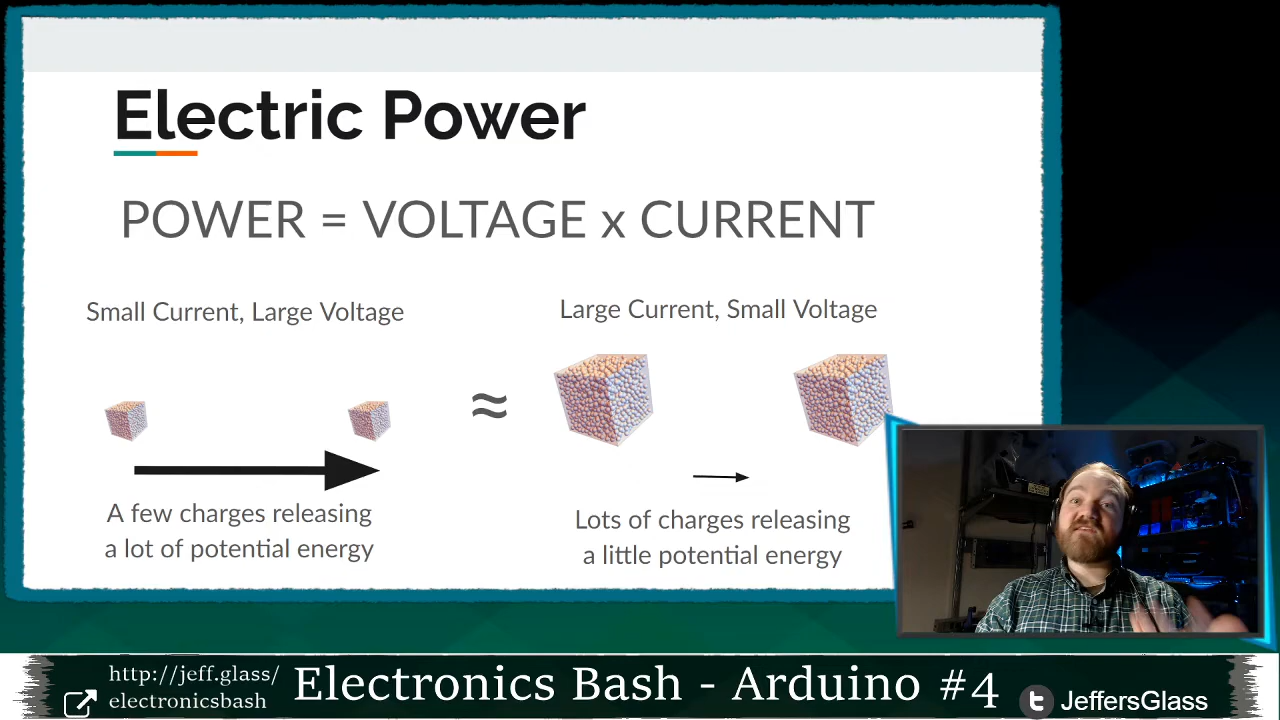 Electric Power
POWER = VOLTAGE x CURRENT
Small Current, Large Voltage
A few charges releasing
a lot of potential energy
≈
Large Current, Small Voltage
Lots of charges releasing
a little potential energy
http://jeff.glass/
electronicsbash
Electronics Bash - Arduino #4
JeffersGlass